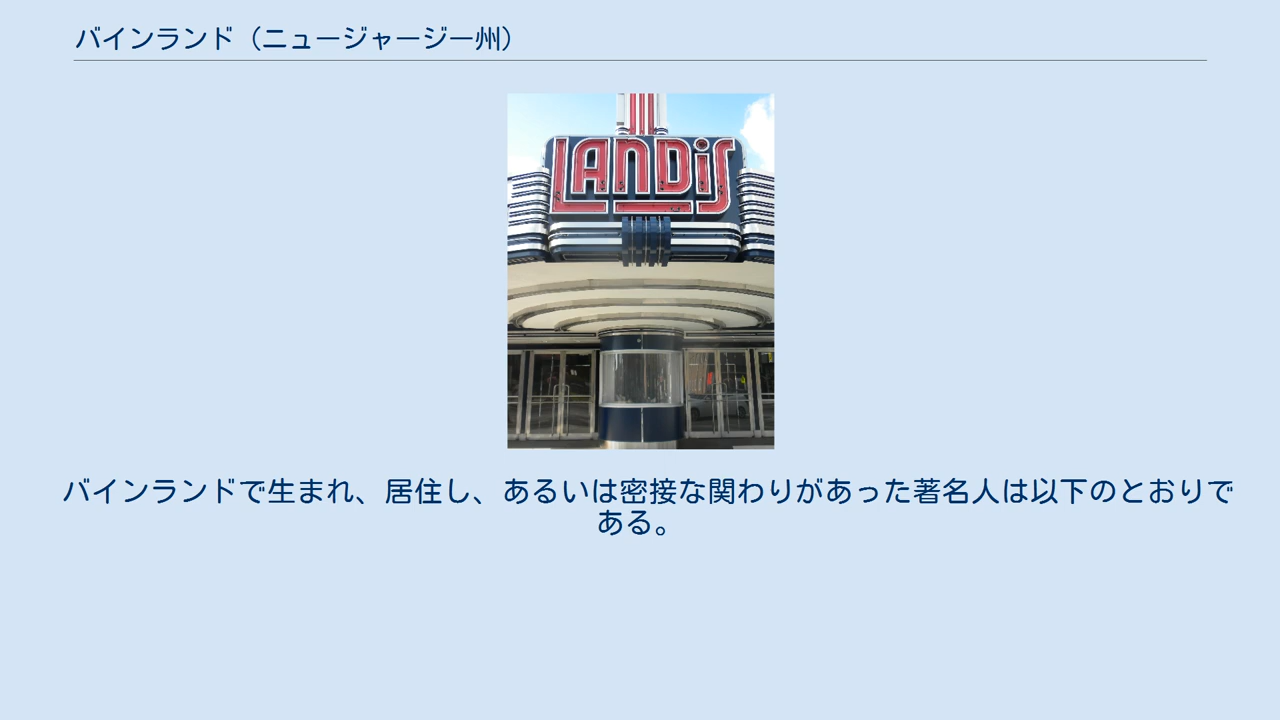 バインランド（ニュージャージー州）
LANDIS
バインランドで生まれ、居住し、あるいは密接な関わりがあった著名人は以下のとおりで
ある。